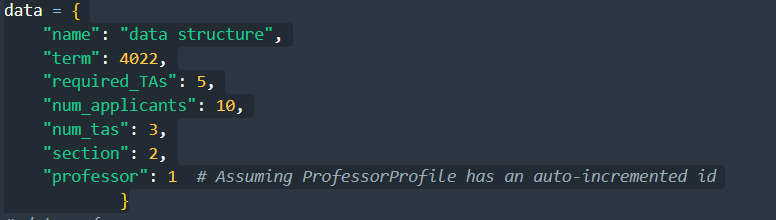 data = {
    "name": "data structure",
    "term": 4022,
    "required_TAs": 5,
    "num_applicants": 10,
    "num_tas": 3,
    "section": 2,
    "professor": 1  # Assuming ProfessorProfile has an auto-incremented id
            }